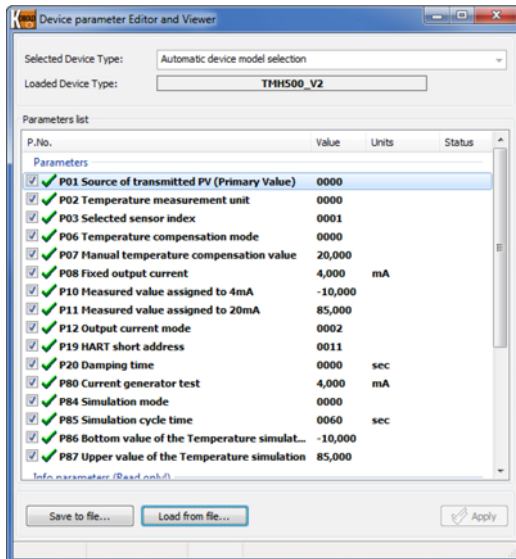 Device parameter Editor and Viewer
Selected Device Type: Automatic device model selection
Loaded Device Type: TMH500_V2
Parameters list
P.No. Value Units Status
Parameters
P01 Source of transmitted PV (Primary Value) 0000
P02 Temperature measurement unit 0000
P03 Selected sensor index 0001
P06 Temperature compensation mode 0000
P07 Manual temperature compensation value 20,000
P08 Fixed output current 4,000 mA
P10 Measured value assigned to 4mA -10,000
P11 Measured value assigned to 20mA 85,000
P12 Output current mode 0002
P19 HART short address 0011
P20 Damping time 0000 sec
P80 Current generator test 4,000 mA
P84 Simulation mode 0000
P85 Simulation cycle time 0060 sec
P86 Bottom value of the Temperature simulat... -10,000
P87 Upper value of the Temperature simulation 85,000
Info parameters (Read only!)
Save to file... Load from file... Apply